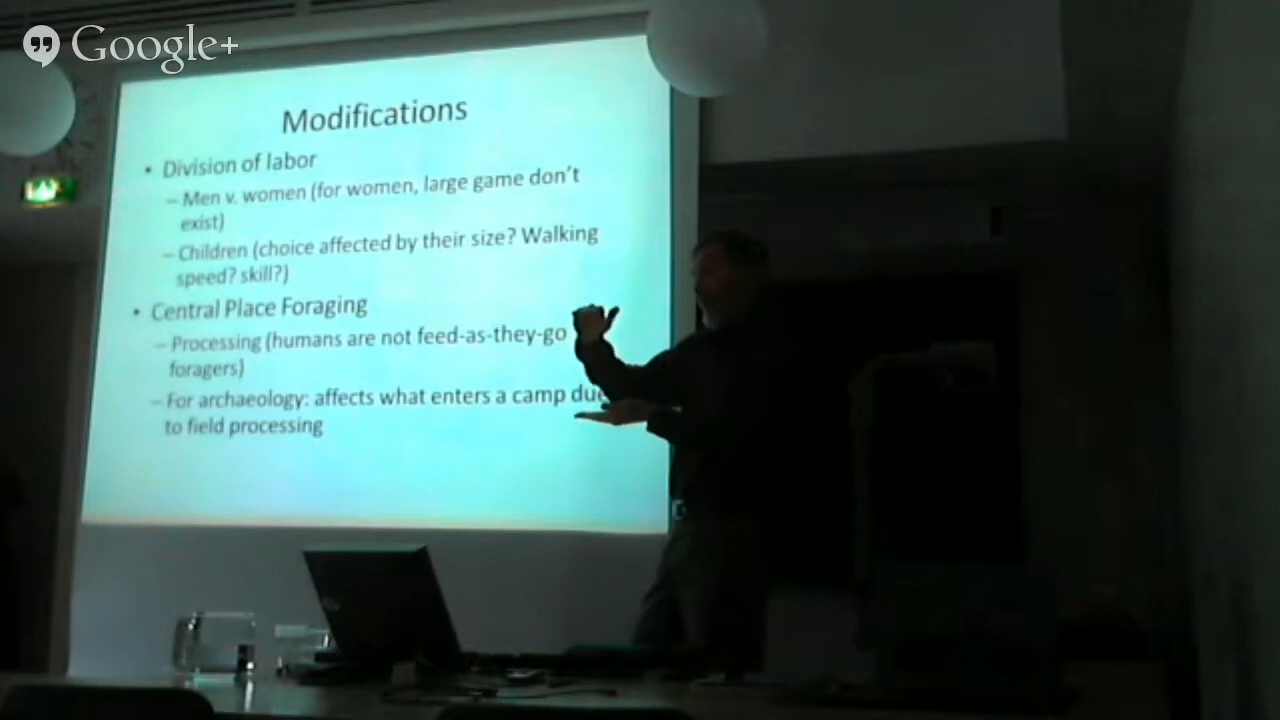 Google+
Modifications
• Division of labor
– Men v. women (for women, large game don't
exist)
– Children (choice affected by their size? Walking
speed? skill?)
• Central Place Foraging
– Processing (humans are not feed-as-they-go
foragers)
– For archaeology: affects what enters a camp due
to field processing